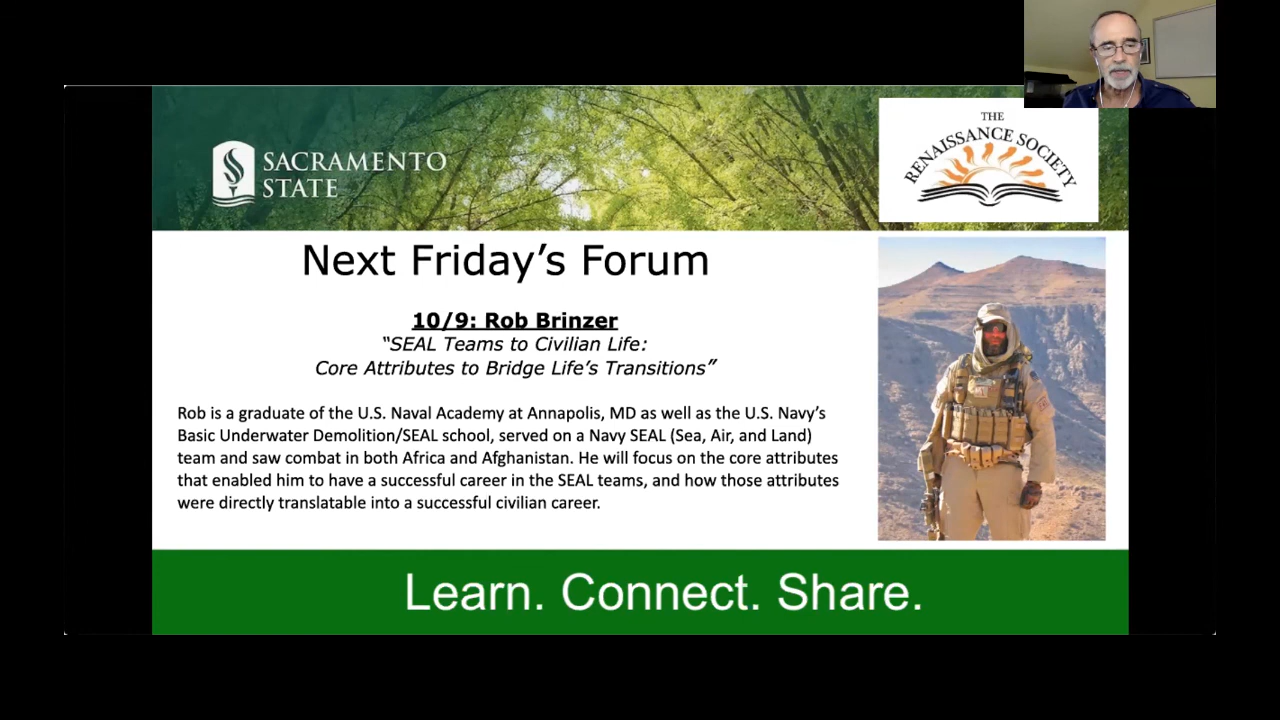 SACRAMENTO
STATE
THE
RENAISSANCE SOCIETY
Next Friday’s Forum
10/9: Rob Brinzer
“SEAL Teams to Civilian Life:
Core Attributes to Bridge Life’s Transitions”
Rob is a graduate of the U.S. Naval Academy at Annapolis, MD as well as the U.S. Navy’s
Basic Underwater Demolition/SEAL school, served on a Navy SEAL (Sea, Air, and Land)
team and saw combat in both Africa and Afghanistan. He will focus on the core attributes
that enabled him to have a successful career in the SEAL teams, and how those attributes
were directly translatable into a successful civilian career.
Learn. Connect. Share.